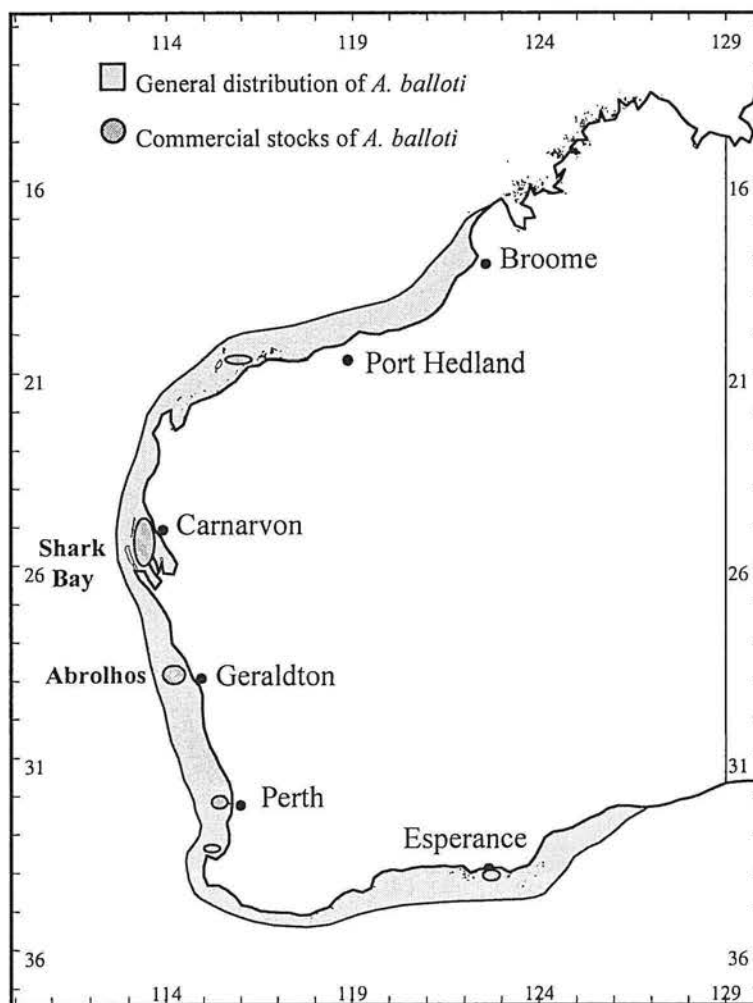 114 119 124 129
General distribution of A. balloti
Commercial stocks of A. balloti
16 16
Broome
Port Hedland
21 21
Carnarvon
Shark
Bay
26 26
Abrolhos
Geraldton
31 31
Perth
Esperance
36 36
114 119 124 129